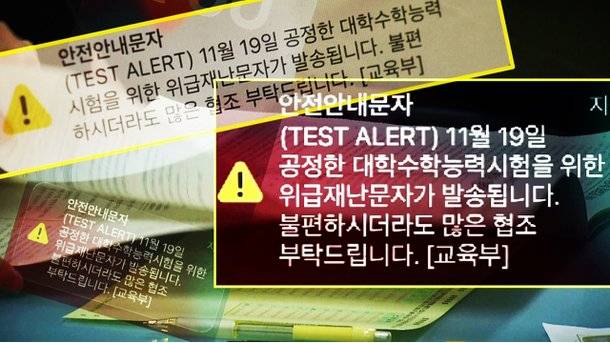 안전안내문자
(TEST ALERT) 11월 19일 공정한 대학수학능력
시험을 위한 위급재난문자가 발송됩니다. 불편
하시더라도 많은 협조 부탁드립니다. [교육부]
안전안내문자
지
(TEST ALERT) 11월 19일
공정한 대학수학능력시험을 위한
위급재난문자가 발송됩니다.
불편하시더라도 많은 협조
부탁드립니다. [교육부]
안전안내문자
(TEST ALERT) 11월 19일
공정한 대학수학능력시험을 위한
위급재난문자가 발송됩니다.
불편하시더라도 많은 협조
부탁드립니다. [교육부]